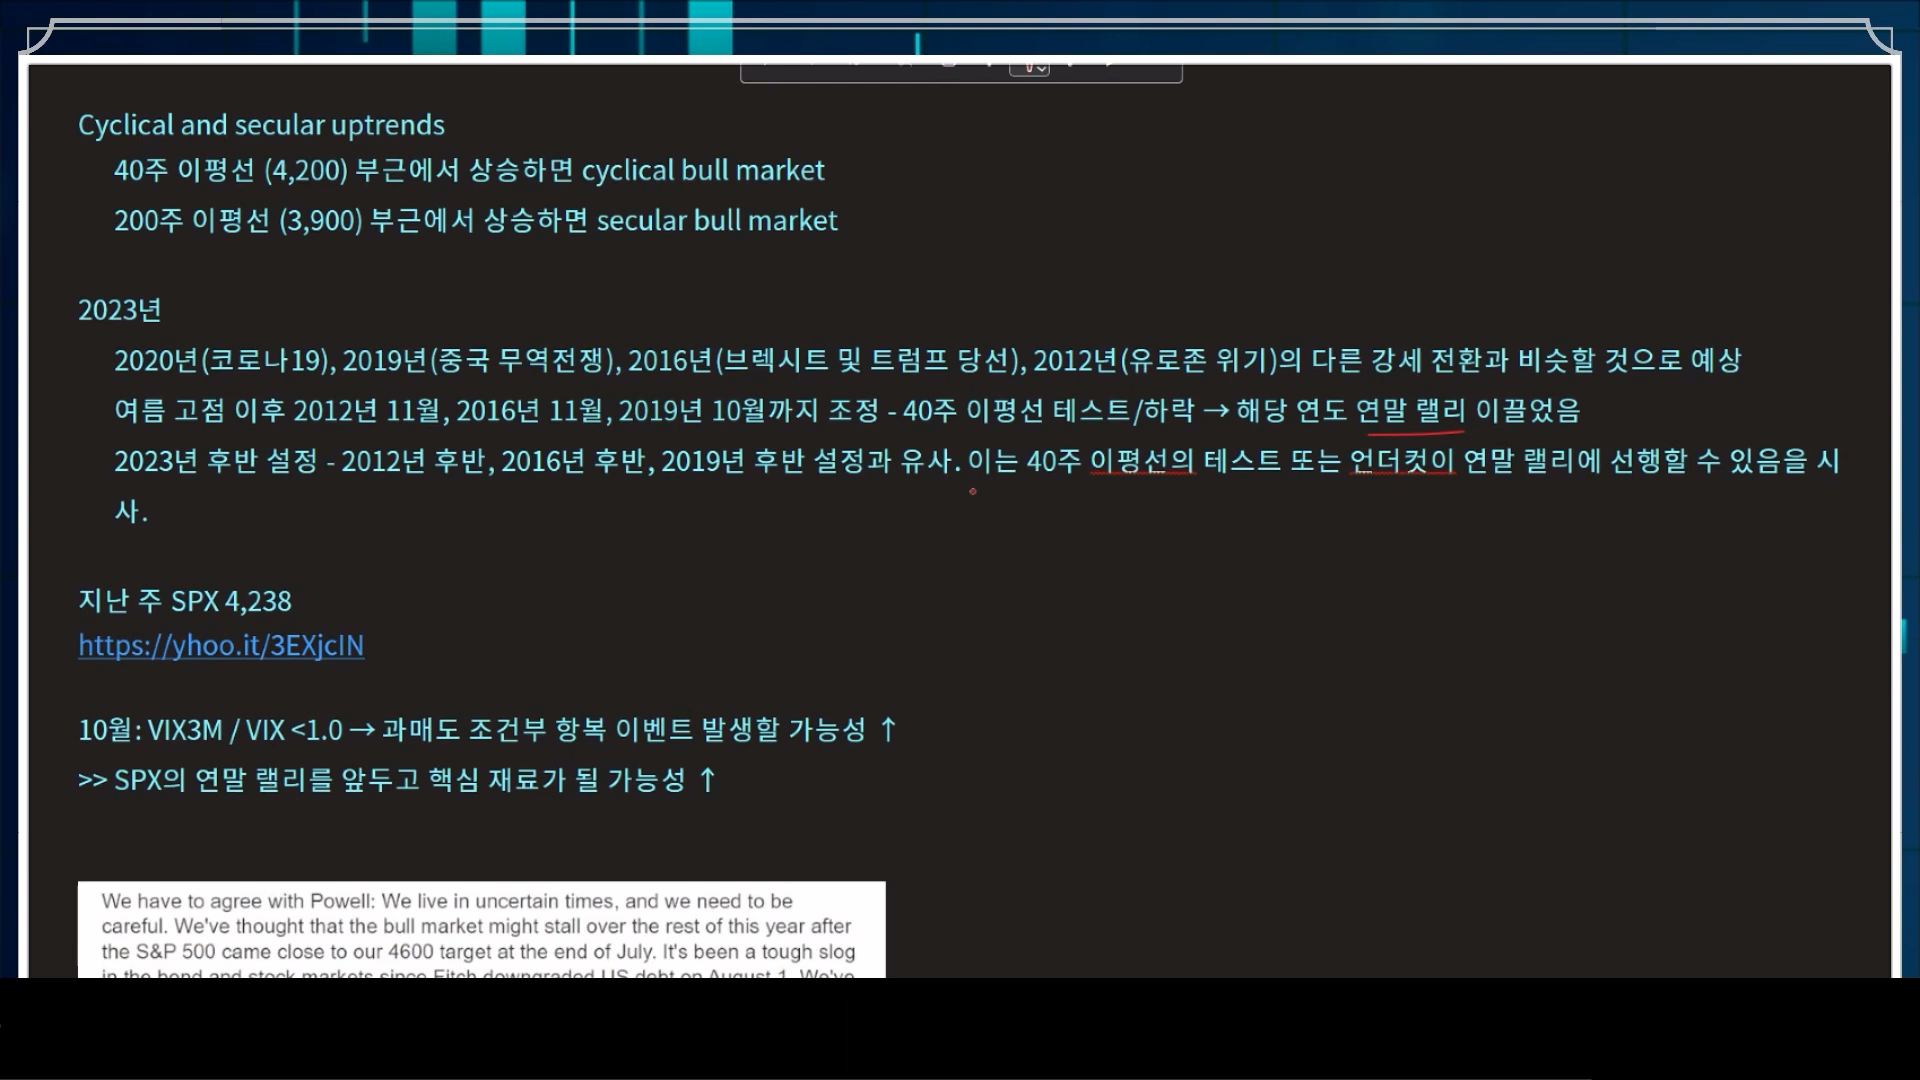 Cyclical and secular uptrends
40주 이평선 (4,200) 부근에서 상승하면 cyclical bull market
200주 이평선 (3,900) 부근에서 상승하면 secular bull market
2023년
2020년(코로나19), 2019년(중국 무역전쟁), 2016년(브렉시트 및 트럼프 당선), 2012년(유로존 위기)의 다른 강세 전환과 비슷할 것으로 예상
여름 고점 이후 2012년 11월, 2016년 11월, 2019년 10월까지 조정 - 40주 이평선 테스트/하락 → 해당 연도 연말 랠리 이끌었음
2023년 후반 설정 - 2012년 후반, 2016년 후반, 2019년 후반 설정과 유사. 이는 40주 이평선의 테스트 또는 언더컷이 연말 랠리에 선행할 수 있음을 시
사.
지난 주 SPX 4,238
https://yhoo.it/3EXjcIN
10월: VIX3M / VIX <1.0 → 과매도 조건부 항복 이벤트 발생할 가능성 ↑
>> SPX의 연말 랠리를 앞두고 핵심 재료가 될 가능성 ↑
We have to agree with Powell: We live in uncertain times, and we need to be
careful. We've thought that the bull market might stall over the rest of this year after
the S&P 500 came close to our 4600 target at the end of July. It's been a tough slog
in the bond and stock markets since Fitch downgraded US debt on August 1. We've